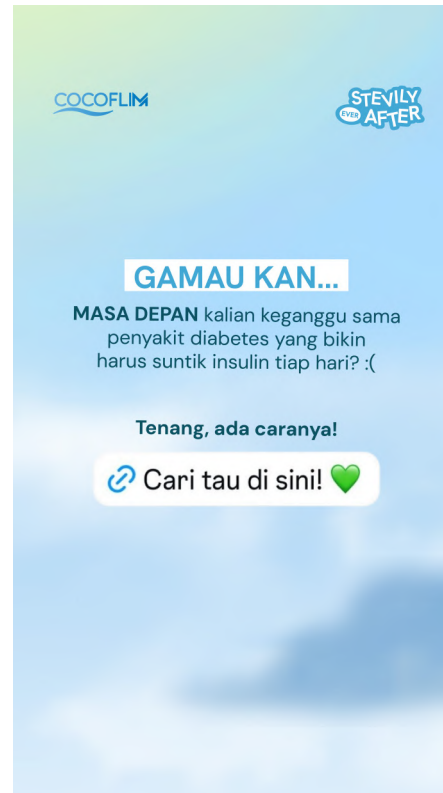 COCOFLIM
STEVILY
EVER AFTER
GAMAU KAN...
MASA DEPAN kalian keganggu sama
penyakit diabetes yang bikin
harus suntik insulin tiap hari? :(
Tenang, ada caranya!
Cari tau di sini! 💚